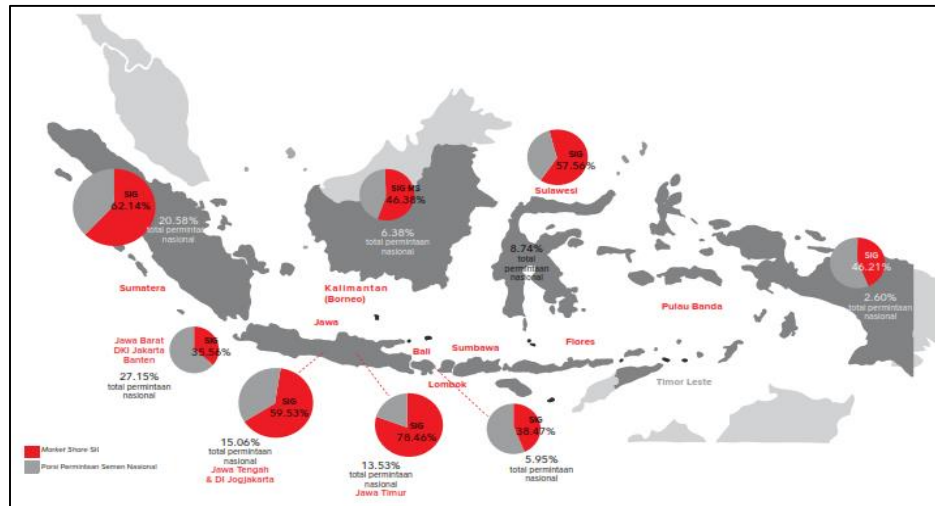 SIG
62.14%
20.58%
total permintaan
nasional
Sumatera
SIG MS
46.38%
6.38%
total permintaan
nasional
Kalimantan
(Borneo)
SIG
57.56%
Sulawesi
8.74%
total
permintaan
nasional
SIG
46.21%
2.60%
total permintaan
nasional
Pulau Banda
Jawa
Bali
Sumbawa
Flores
Lombok
Timor Leste
Jawa Barat
DKI Jakarta
Banten
SIG
35.56%
27.15%
total permintaan
nasional
SIG
59.53%
15.06%
total permintaan
nasional
Jawa Tengah
& DI Jogjakarta
SIG
78.46%
13.53%
total permintaan
nasional
Jawa Timur
SIG
38.47%
5.95%
total permintaan
nasional
Market Share SII
Porsi Permintaan Semen Nasional